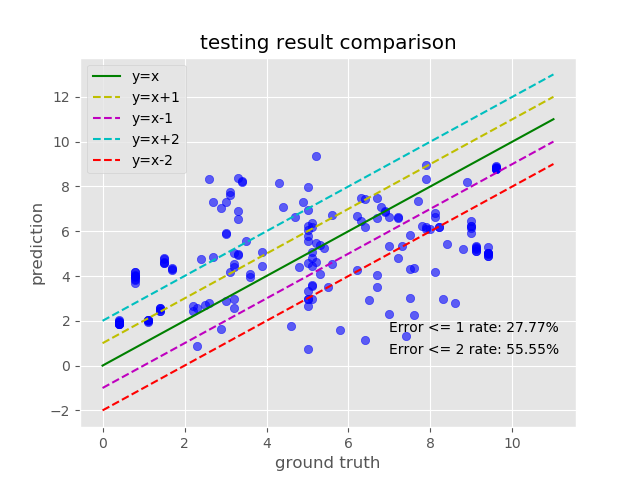 testing result comparison
y=x
y=x+1
y=x-1
y=x+2
y=x-2
12
10
8
6
4
2
0
−2
prediction
Error <= 1 rate: 27.77%
Error <= 2 rate: 55.55%
0 2 4 6 8 10
ground truth